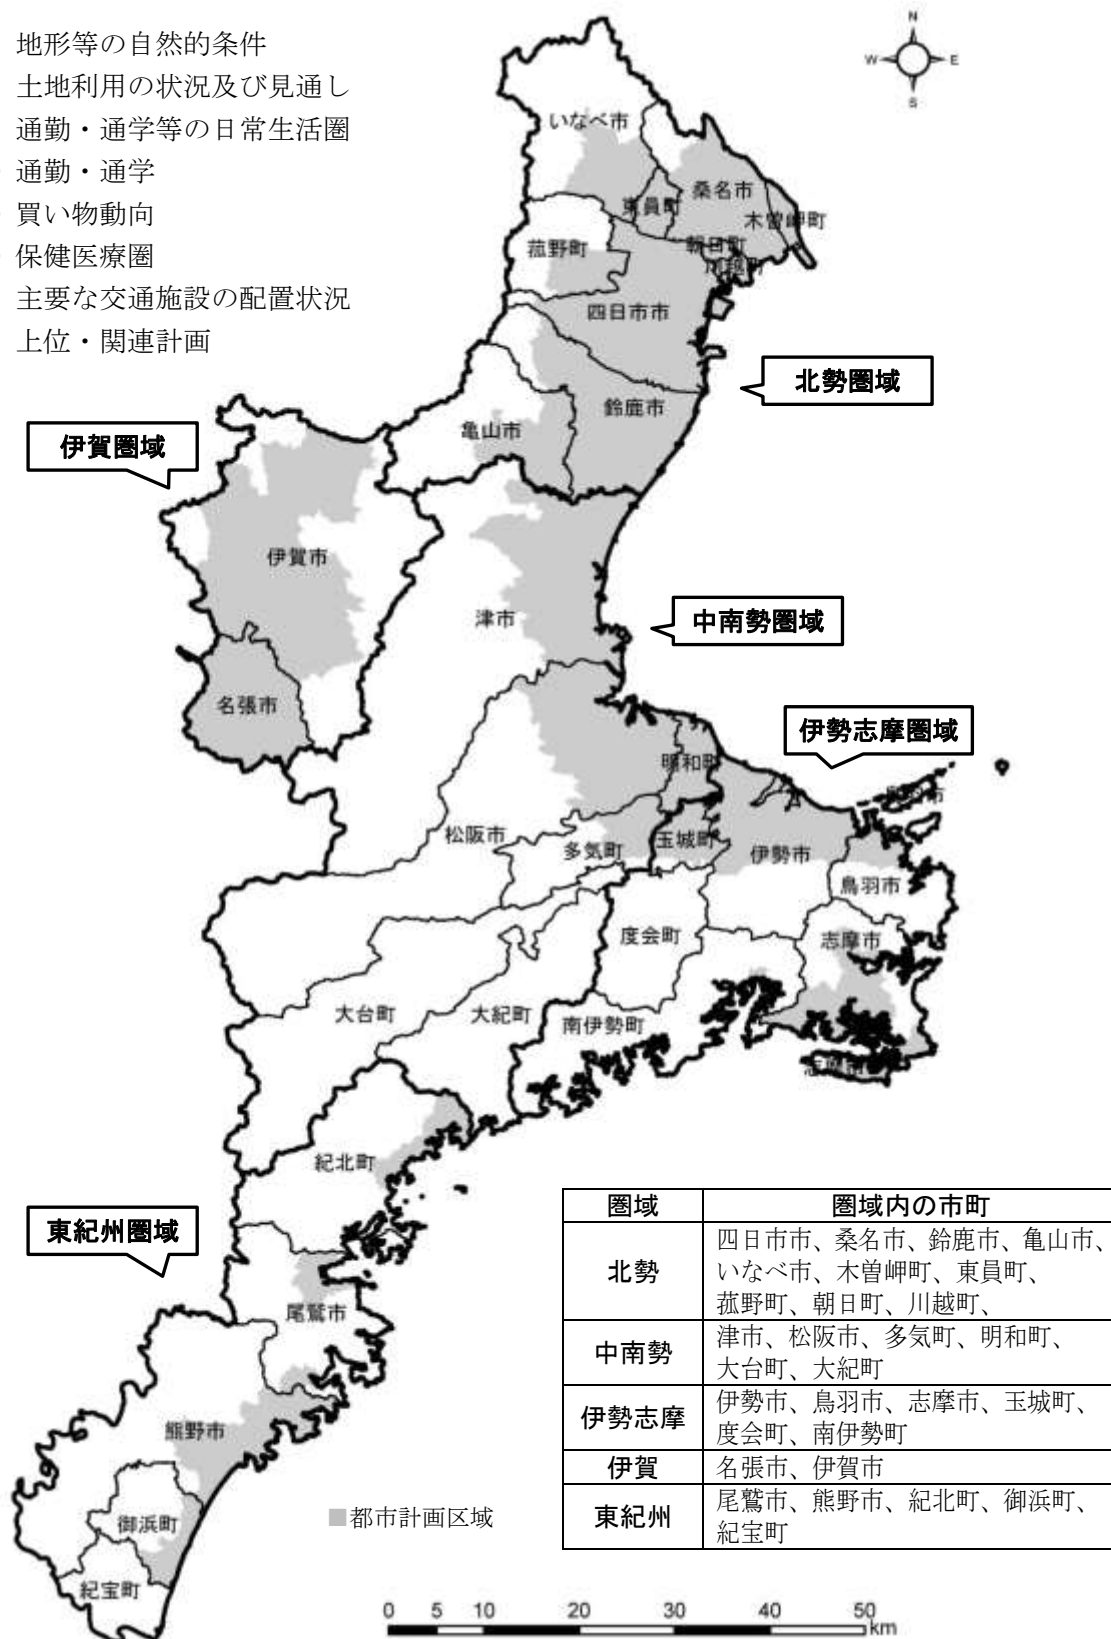 地形等の自然的条件
土地利用の状況及び見通し
通勤・通学等の日常生活圏
通勤・通学
買い物動向
保健医療圏
主要な交通施設の配置状況
上位・関連計画
N
W
E
S
いなべ市
桑名市
東員町
木曽岬町
菰野町
朝日町
川越町
四日市市
北勢圏域
鈴鹿市
亀山市
伊賀圏域
伊賀市
津市
中南勢圏域
名張市
伊勢志摩圏域
明和町
鳥羽市
松阪市
多気町
玉城町
伊勢市
鳥羽市
度会町
志摩市
大台町
大紀町
南伊勢町
志摩市
紀北町
東紀州圏域
尾鷲市
熊野市
御浜町
紀宝町
■都市計画区域
圏域 圏域内の市町
北勢 四日市市、桑名市、鈴鹿市、亀山市、
いなべ市、木曽岬町、東員町、
菰野町、朝日町、川越町、
中南勢 津市、松阪市、多気町、明和町、
大台町、大紀町
伊勢志摩 伊勢市、鳥羽市、志摩市、玉城町、
度会町、南伊勢町
伊賀 名張市、伊賀市
東紀州 尾鷲市、熊野市、紀北町、御浜町、
紀宝町
0 5 10 20 30 40 50
km